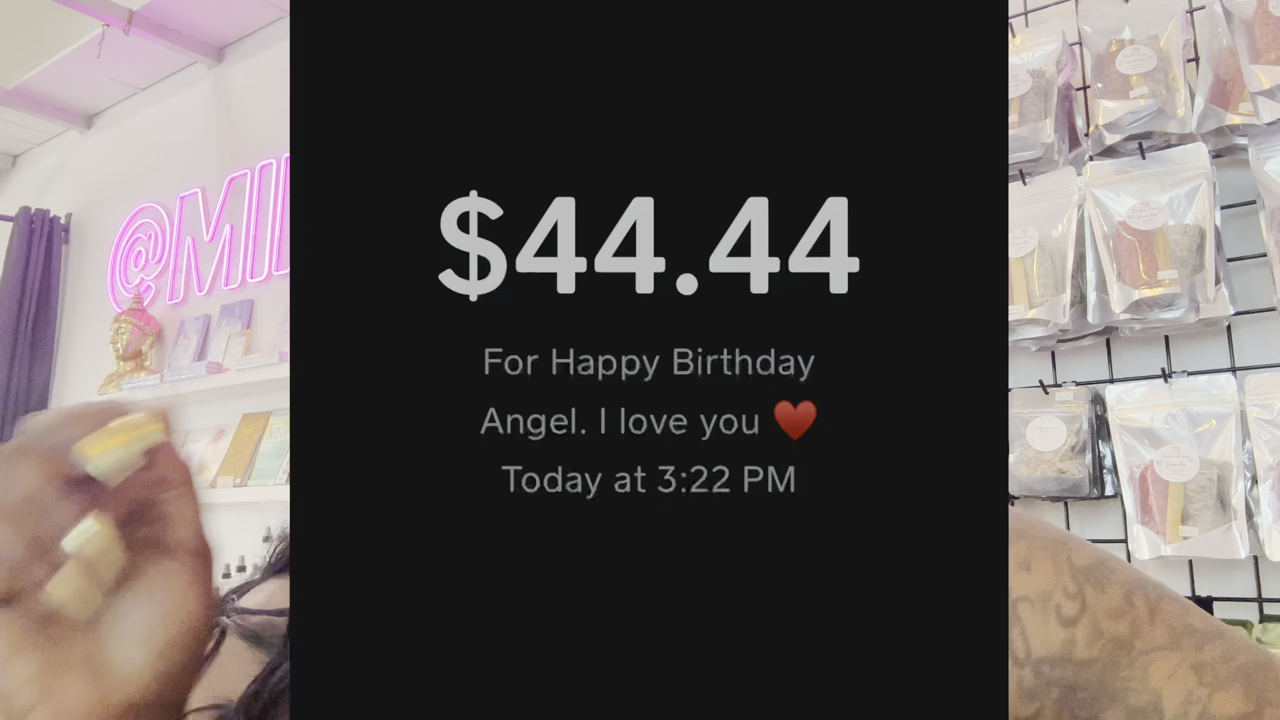 @MI
$44.44
For Happy Birthday
Angel. I love you ❤️
Today at 3:22 PM